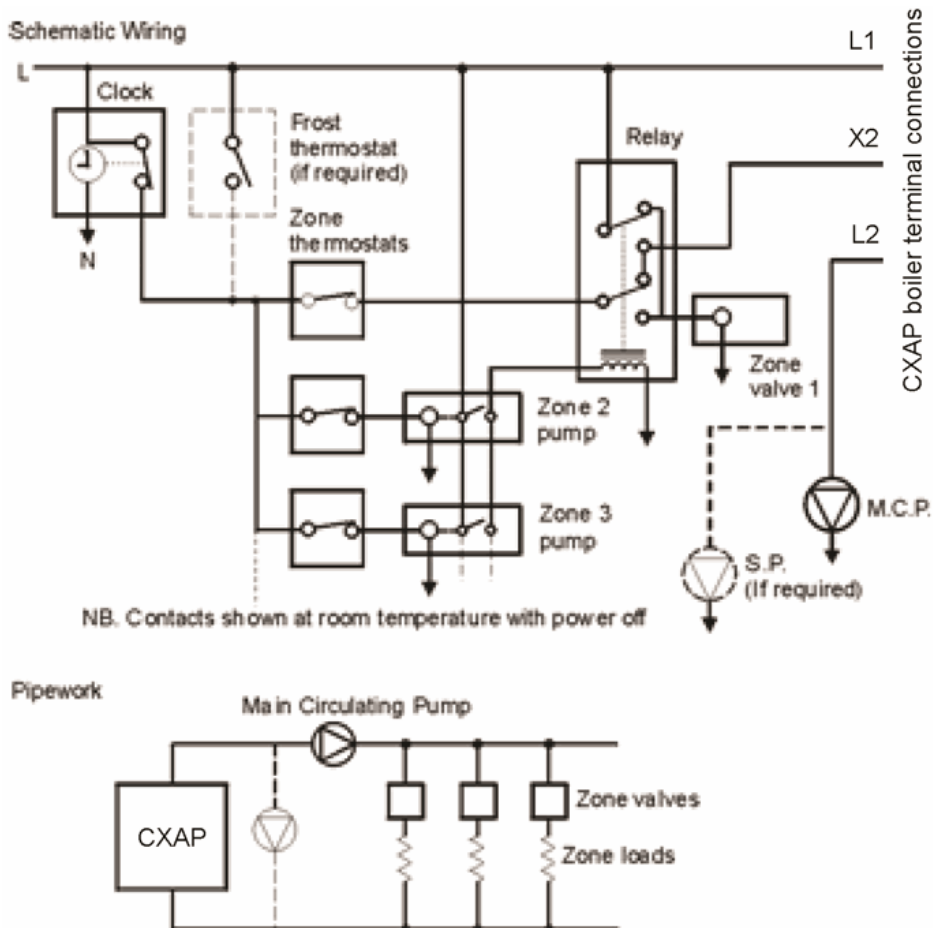 Schematic Wiring
L
L1
Clock
N
Frost
thermostat
(if required)
Zone
thermostats
Relay
X2
L2
CXAP boiler terminal connections
Zone
valve 1
Zone 2
pump
Zone 3
pump
M.C.P.
S.P.
(If required)
NB. Contacts shown at room temperature with power off
Pipework
Main Circulating Pump
CXAP
Zone valves
Zone loads